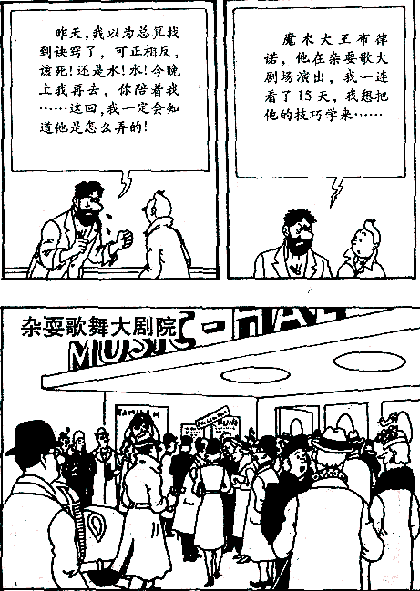 昨天，我以为总算找
到诀窍了，可正相反，
该死！还是水！水！今晚
上我再去，你陪着我
……这回，我一定会知
道他是怎么弄的！
魔术大王布律
诺，他在杂耍歌大
剧场演出，我一连
看了15天，我想把
他的技巧学来……
杂耍歌舞大剧院
MUSIC-HAL